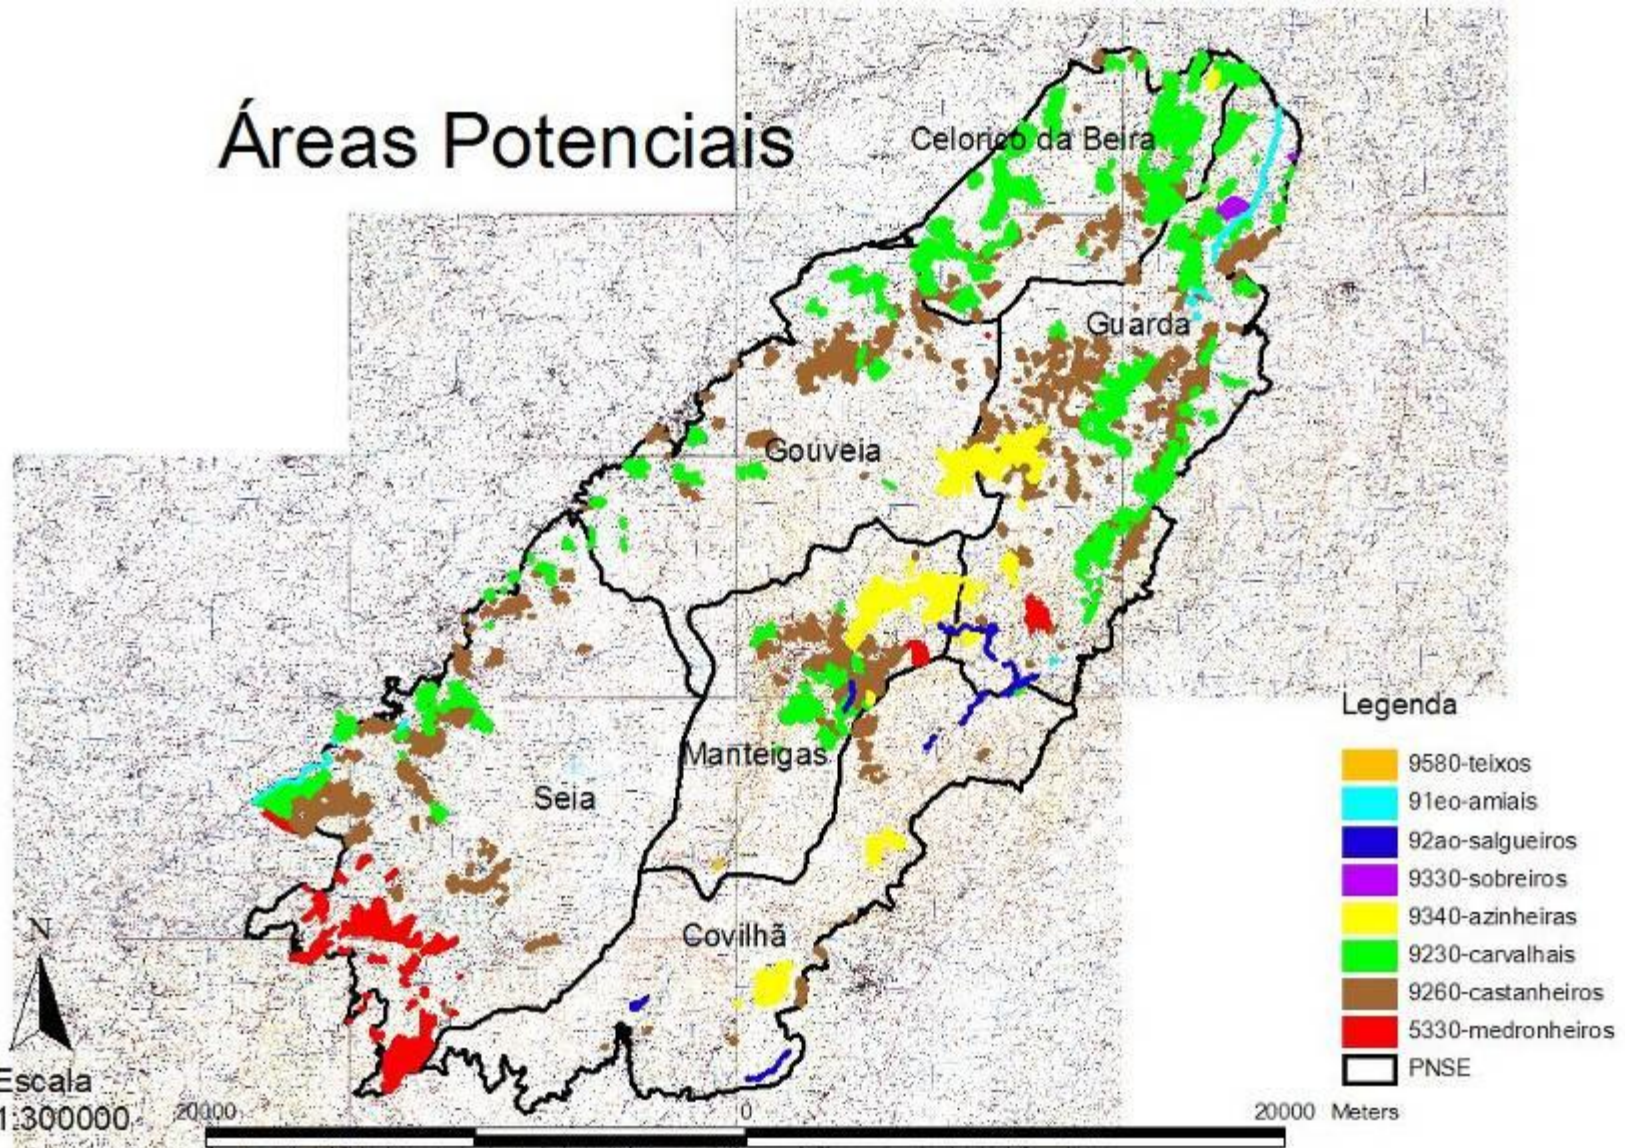 Áreas Potenciais
Celorico da Beira
Guarda
Gouveia
Manteigas
Seia
Covilhã
N
Escala
1:300000
20000
0
20000 Meters
Legenda
9580-teixos
91eo-amiais
92ao-salgueiros
9330-sobreiros
9340-azinheiras
9230-carvalhais
9260-castanheiros
5330-medronheiros
PNSE